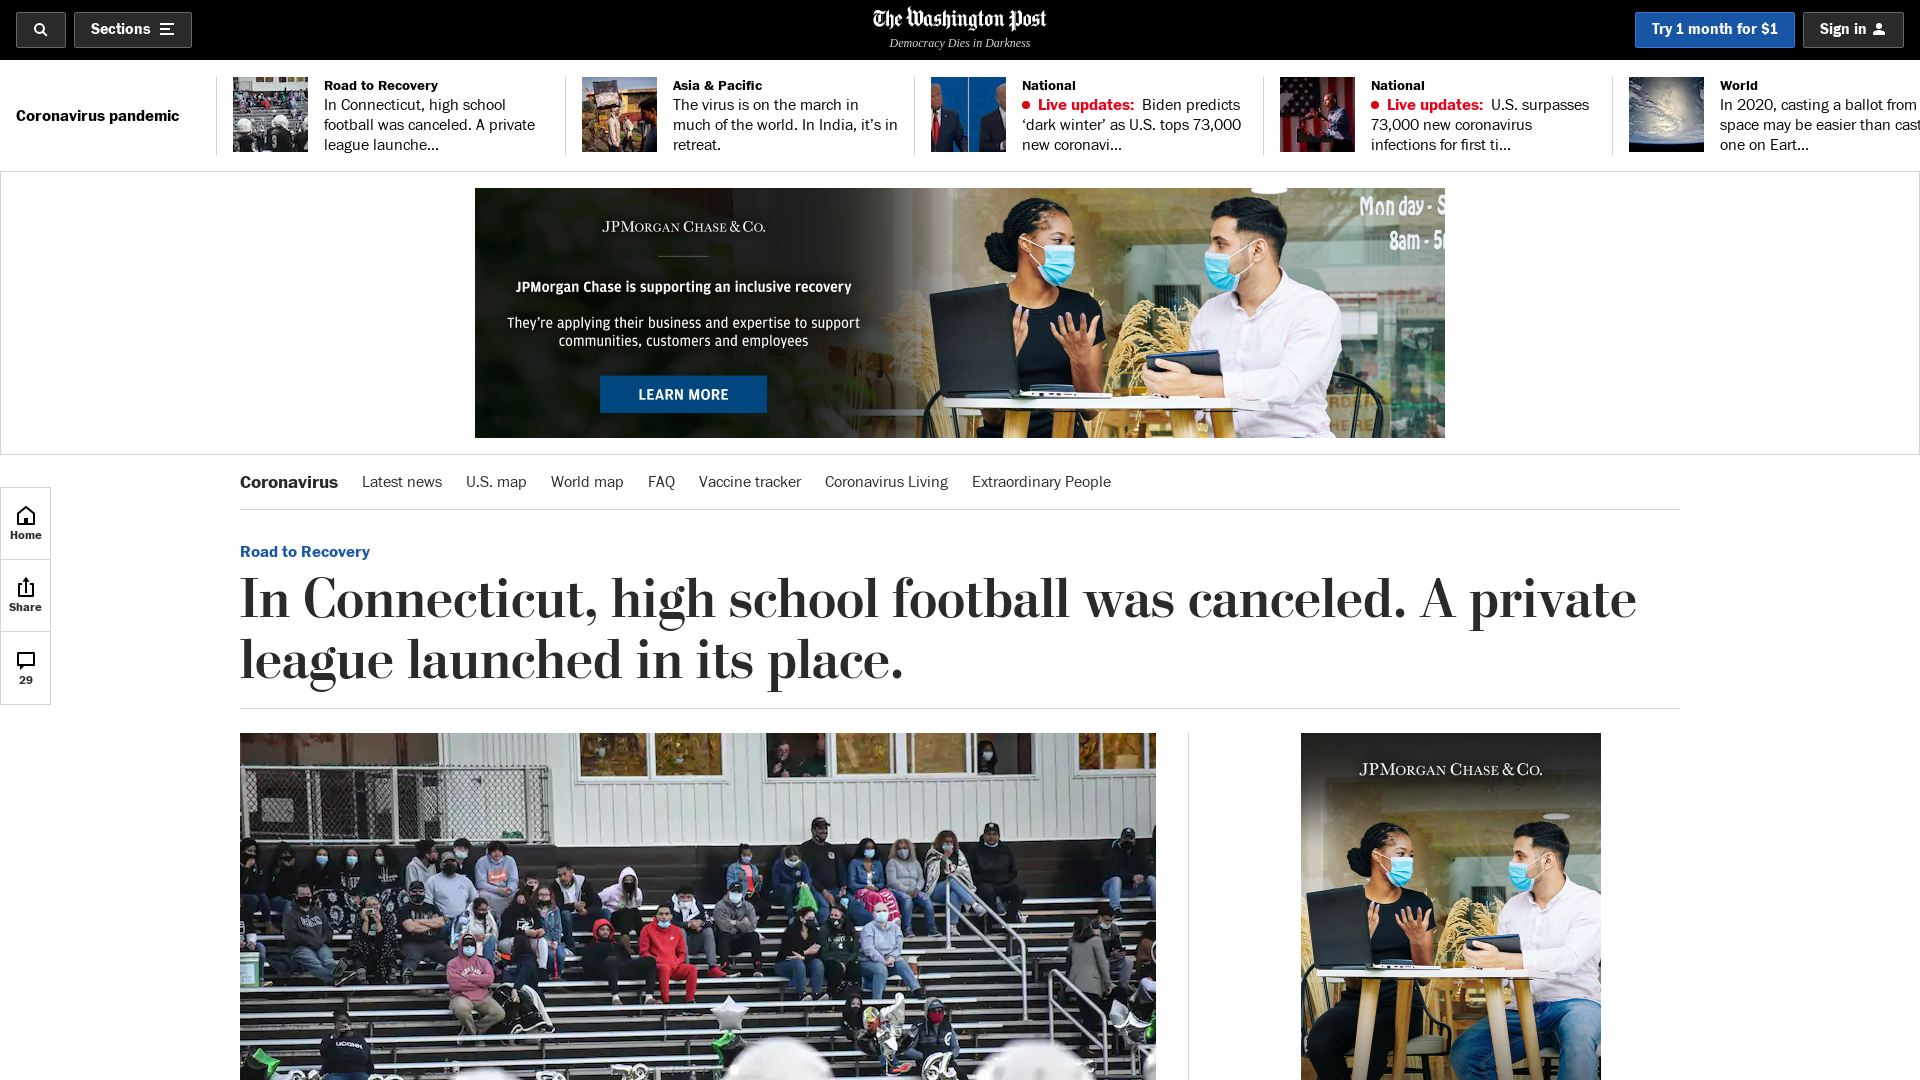 Sections
The Washington Post
Democracy Dies in Darkness
Try 1 month for $1
Sign in
Coronavirus pandemic
Road to Recovery
In Connecticut, high school
football was canceled. A private
league launche...
Asia & Pacific
The virus is on the march in
much of the world. In India, it’s in
retreat.
National
Live updates: Biden predicts
‘dark winter’ as U.S. tops 73,000
new coronavi...
National
Live updates: U.S. surpasses
73,000 new coronavirus
infections for first ti...
World
In 2020, casting a ballot from
space may be easier than cast
one on Eart...
JPMORGAN CHASE & CO.
JPMorgan Chase is supporting an inclusive recovery
They’re applying their business and expertise to support
communities, customers and employees
LEARN MORE
Monday - S
8am - 5
Coronavirus
Latest news
U.S. map
World map
FAQ
Vaccine tracker
Coronavirus Living
Extraordinary People
Home
Share
29
Road to Recovery
In Connecticut, high school football was canceled. A private
league launched in its place.
JPMORGAN CHASE & CO.
UCONN